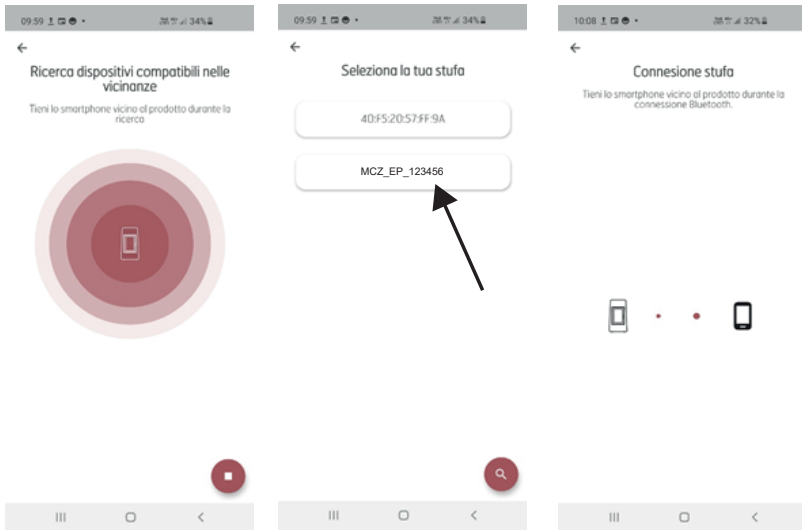 09:59
34%
Ricerca dispositivi compatibili nelle
vicinanze
Tieni lo smartphone vicino al prodotto durante la
ricerca
09:59
34%
Seleziona la tua stufa
40:F5:20:57:FF:9A
MCZ_EP_123456
10:08
32%
Connesione stufa
Tieni lo smartphone vicino al prodotto durante la
connessione Bluetooth.